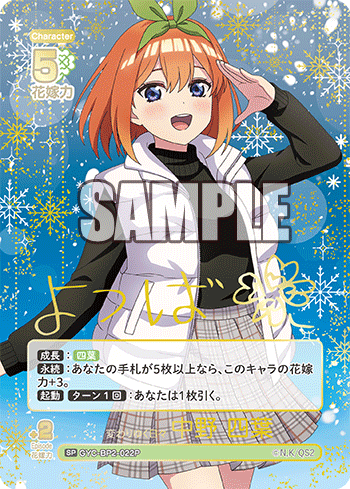 Character
5
花嫁力
SAMPLE
よつば
成長：四葉
永続：あなたの手札が5枚以上なら、このキャラの花嫁
力+3。
起動 ターン1回：あなたは1枚引く。
中野 四葉
2
Episode
花嫁力
SP GYC-BP2-022P
©N.K/QS2